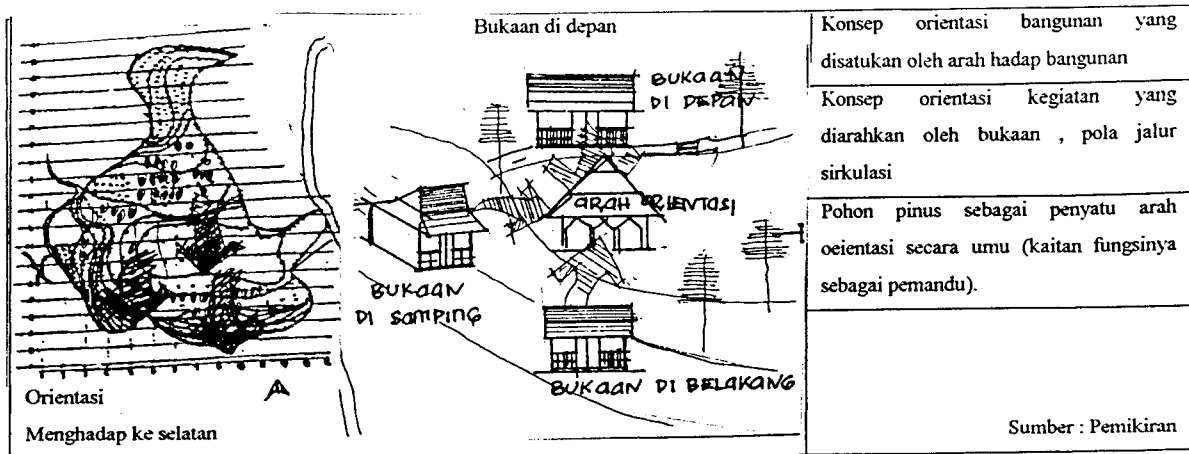 Orientasi
Menghadap ke selatan
Bukaan di depan
BUKAAN
DI DEPAN
ARAH ORIENTASI
BUKAAN
DI SAMPING
BUKAAN DI BELAKANG
Konsep orientasi bangunan yang
disatukan oleh arah hadap bangunan
Konsep orientasi kegiatan yang
diarahkan oleh bukaan , pola jalur
sirkulasi
Pohon pinus sebagai penyatu arah
oeientasi secara umu (kaitan fungsinya
sebagai pemandu).
Sumber : Pemikiran